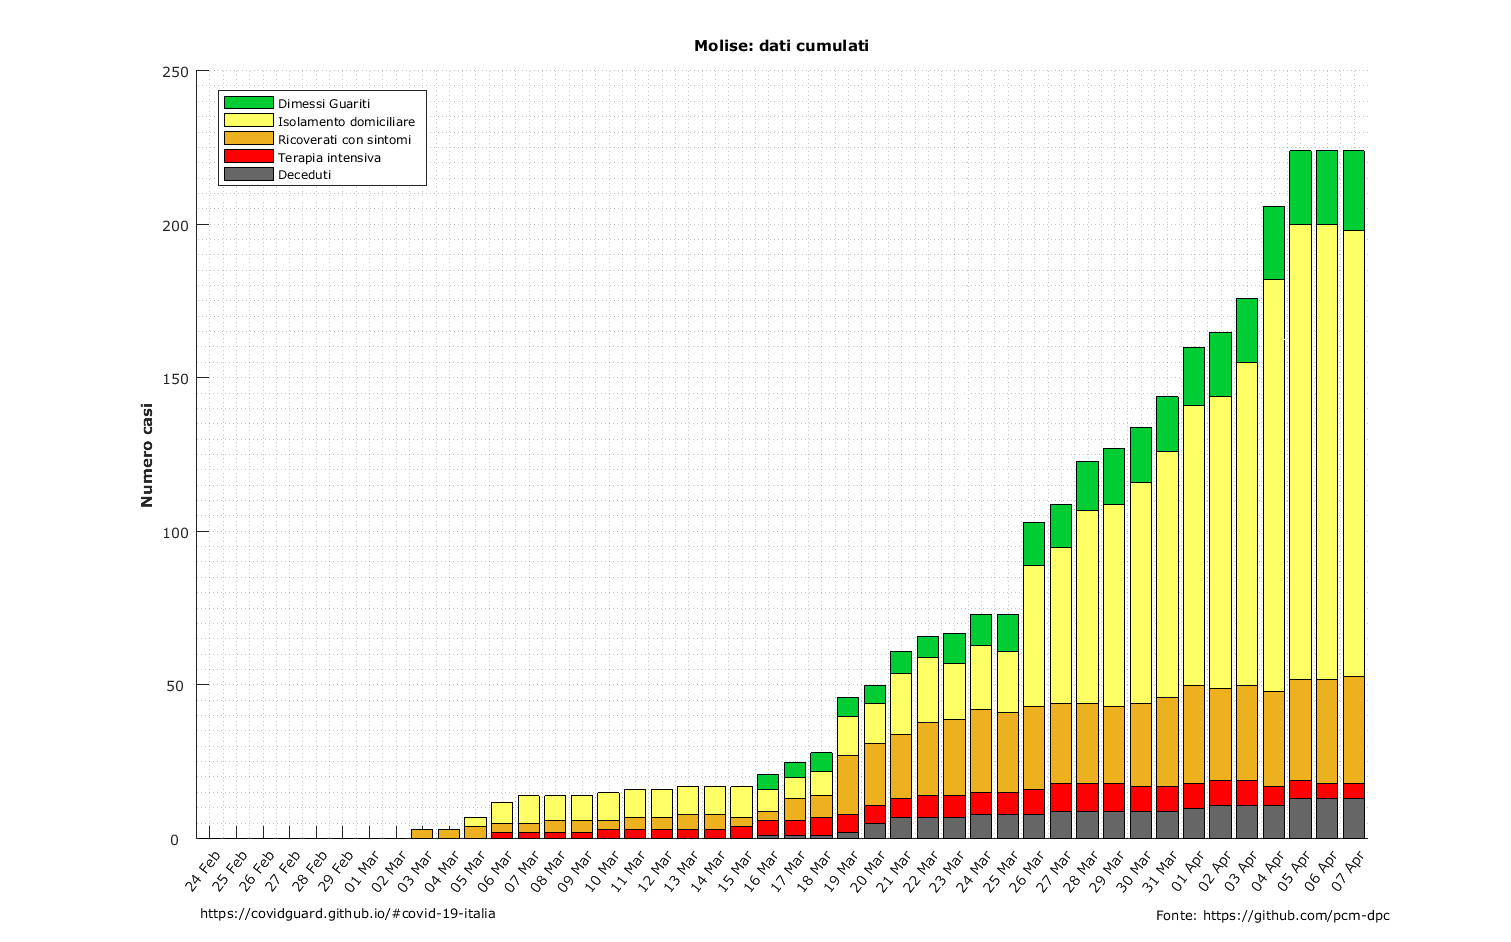 Molise: dati cumulati
Numero casi
250
200
150
100
50
0
Dimessi Guariti
Isolamento domiciliare
Ricoverati con sintomi
Terapia intensiva
Deceduti
24 Feb
25 Feb
26 Feb
27 Feb
28 Feb
29 Feb
01 Mar
02 Mar
03 Mar
04 Mar
05 Mar
06 Mar
07 Mar
08 Mar
09 Mar
10 Mar
11 Mar
12 Mar
13 Mar
14 Mar
15 Mar
16 Mar
17 Mar
18 Mar
19 Mar
20 Mar
21 Mar
22 Mar
23 Mar
24 Mar
25 Mar
26 Mar
27 Mar
28 Mar
29 Mar
30 Mar
31 Mar
01 Apr
02 Apr
03 Apr
04 Apr
05 Apr
06 Apr
07 Apr
https://covidguard.github.io/#covid-19-italia
Fonte: https://github.com/pcm-dpc